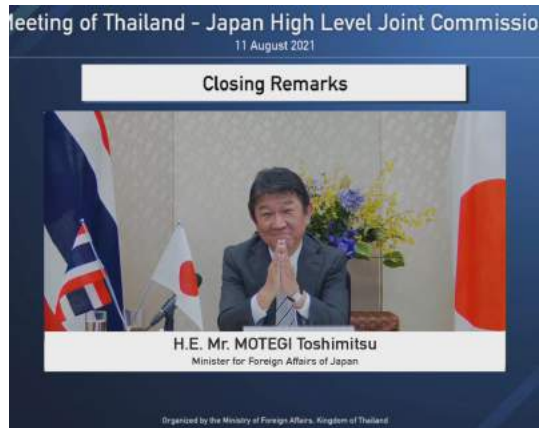 Meeting of Thailand - Japan High Level Joint Commissio
11 August 2021
Closing Remarks
H.E. Mr. MOTEGI Toshimitsu
Minister for Foreign Affairs of Japan
Organized by the Ministry of Foreign Affairs, Kingdom of Thailand